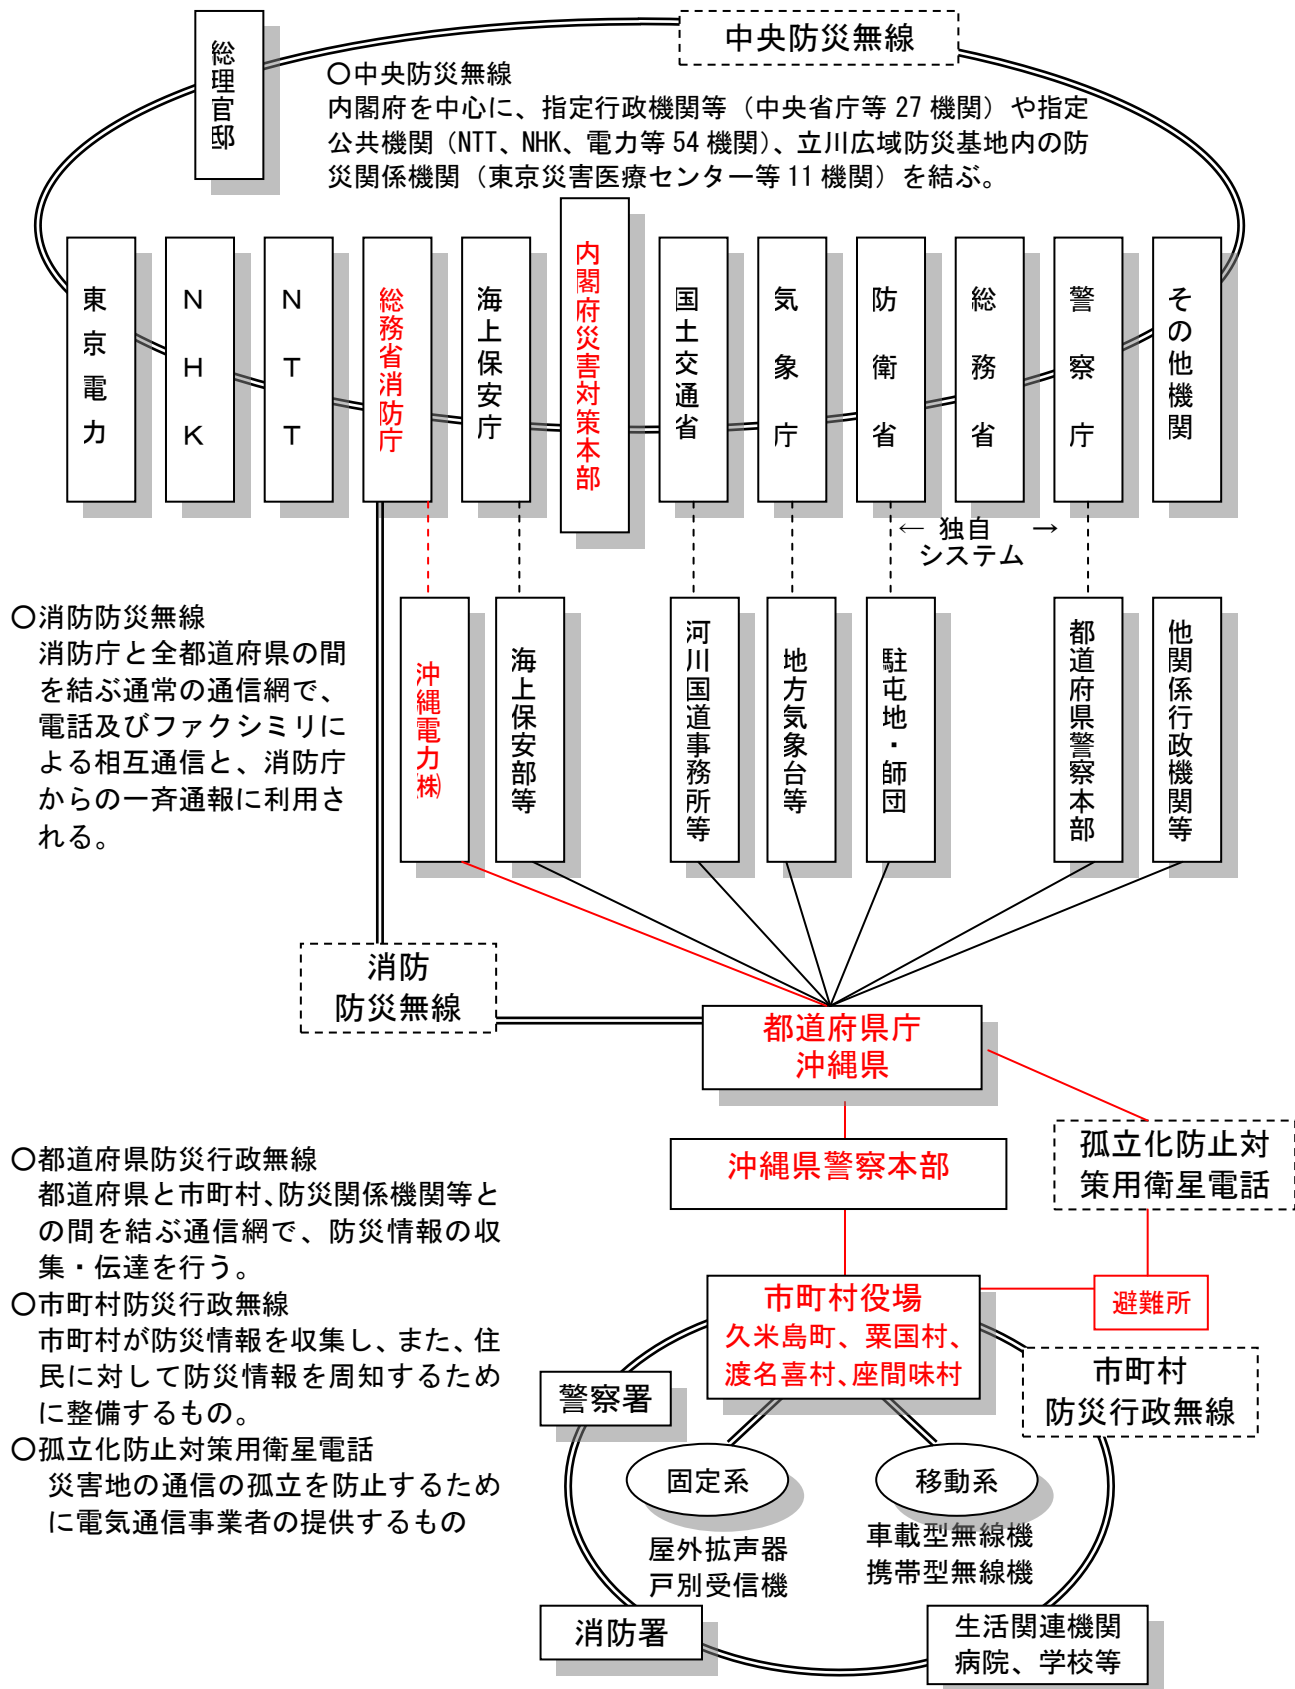 中央防災無線
総理官邸
〇中央防災無線
内閣府を中心に、指定行政機関等（中央省庁等 27 機関）や指定
公共機関（NTT、NHK、電力等 54 機関）、立川広域防災基地内の防
災関係機関（東京災害医療センター等 11 機関）を結ぶ。
東京電力
ＮＨＫ
ＮＴＴ
総務省消防庁
海上保安庁
内閣府災害対策本部
国土交通省
気象庁
防衛省
総務省
警察庁
その他機関
← 独自 →
システム
〇消防防災無線
消防庁と全都道府県の間
を結ぶ通常の通信網で、
電話及びファクシミリに
よる相互通信と、消防庁
からの一斉通報に利用さ
れる。
沖縄電力㈱
海上保安部等
河川国道事務所等
地方気象台等
駐屯地・師団
都道府県警察本部
他関係行政機関等
消防
防災無線
都道府県庁
沖縄県
沖縄県警察本部
孤立化防止対
策用衛星電話
〇都道府県防災行政無線
都道府県と市町村、防災関係機関等と
の間を結ぶ通信網で、防災情報の収
集・伝達を行う。
〇市町村防災行政無線
市町村が防災情報を収集し、また、住
民に対して防災情報を周知するため
に整備するもの。
〇孤立化防止対策用衛星電話
災害地の通信の孤立を防止するため
に電気通信事業者の提供するもの
市町村役場
久米島町、粟国村、
渡名喜村、座間味村
避難所
市町村
防災行政無線
警察署
固定系
移動系
屋外拡声器
戸別受信機
車載型無線機
携帯型無線機
消防署
生活関連機関
病院、学校等